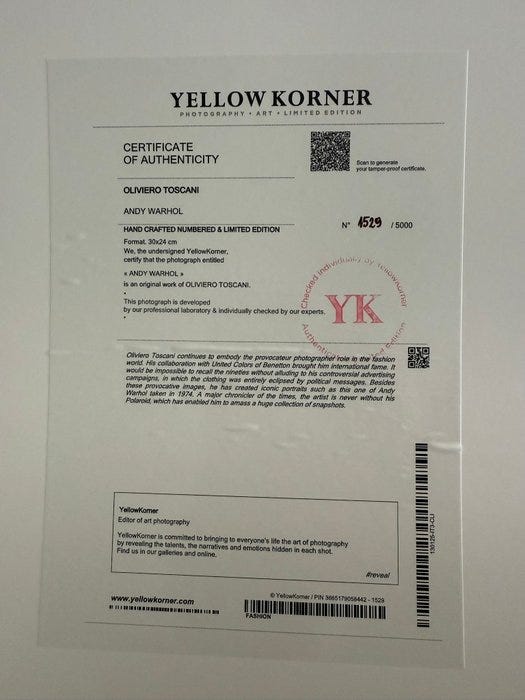 YELLOW KORNER
PHOTOGRAPHY • ART • LIMITED EDITION
CERTIFICATE
OF AUTHENTICITY
Scan to generate
your tamper-proof certificate.
OLIVIERO TOSCANI
ANDY WARHOL
HAND CRAFTED NUMBERED & LIMITED EDITION
N° 1529 / 5000
Format. 30x24 cm
We, the undersigned YellowKorner,
certify that the photograph entitled
« ANDY WARHOL »
is an original work of OLIVIERO TOSCANI.
This photograph is developed
by our professional laboratory & individually checked by our experts.
Checked individually by Yellowkorner
YK
Oliviero Toscani continues to embody the provocateur photographer role in the fashion
world. His collaboration with United Colors of Benetton brought him international fame. It
would be impossible to recall the nineties without alluding to his controversial advertising
campaigns, in which the clothing was entirely eclipsed by political messages. Besides
these provocative images, he has created iconic portraits such as this one of Andy
Warhol taken in 1974. A major chronicler of the times, the artist is never without his
Polaroid, which has enabled him to amass a huge collection of snapshots.
YellowKorner
Editor of art photography
YellowKorner is committed to bringing to everyone's life the art of photography
by revealing the talents, the narratives and emotions hidden in each shot.
Find us in our galleries and online.
#reveal
www.yellowkorner.com
© YellowKorner / PIN 3665179058442 - 1529
FASHION